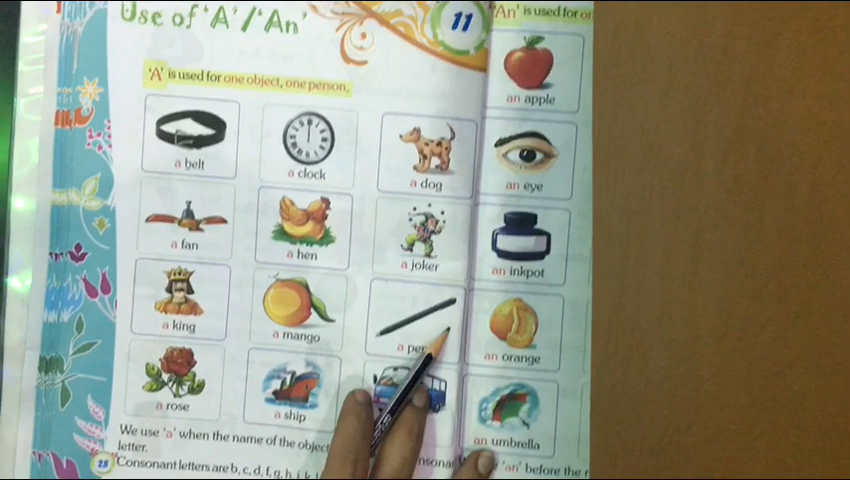 Use of 'A' / 'An'
11
'A' is used for one object, one person.
a belt
a clock
a dog
a fan
a hen
a joker
a king
a mango
a rose
a ship
We use 'a' when the name of the object
letter.
28
Consonant letters are b, c, d, f, g, h, j, k,
'An' is used for
an apple
an eye
an inkpot
an orange
an umbrella
'an' before the